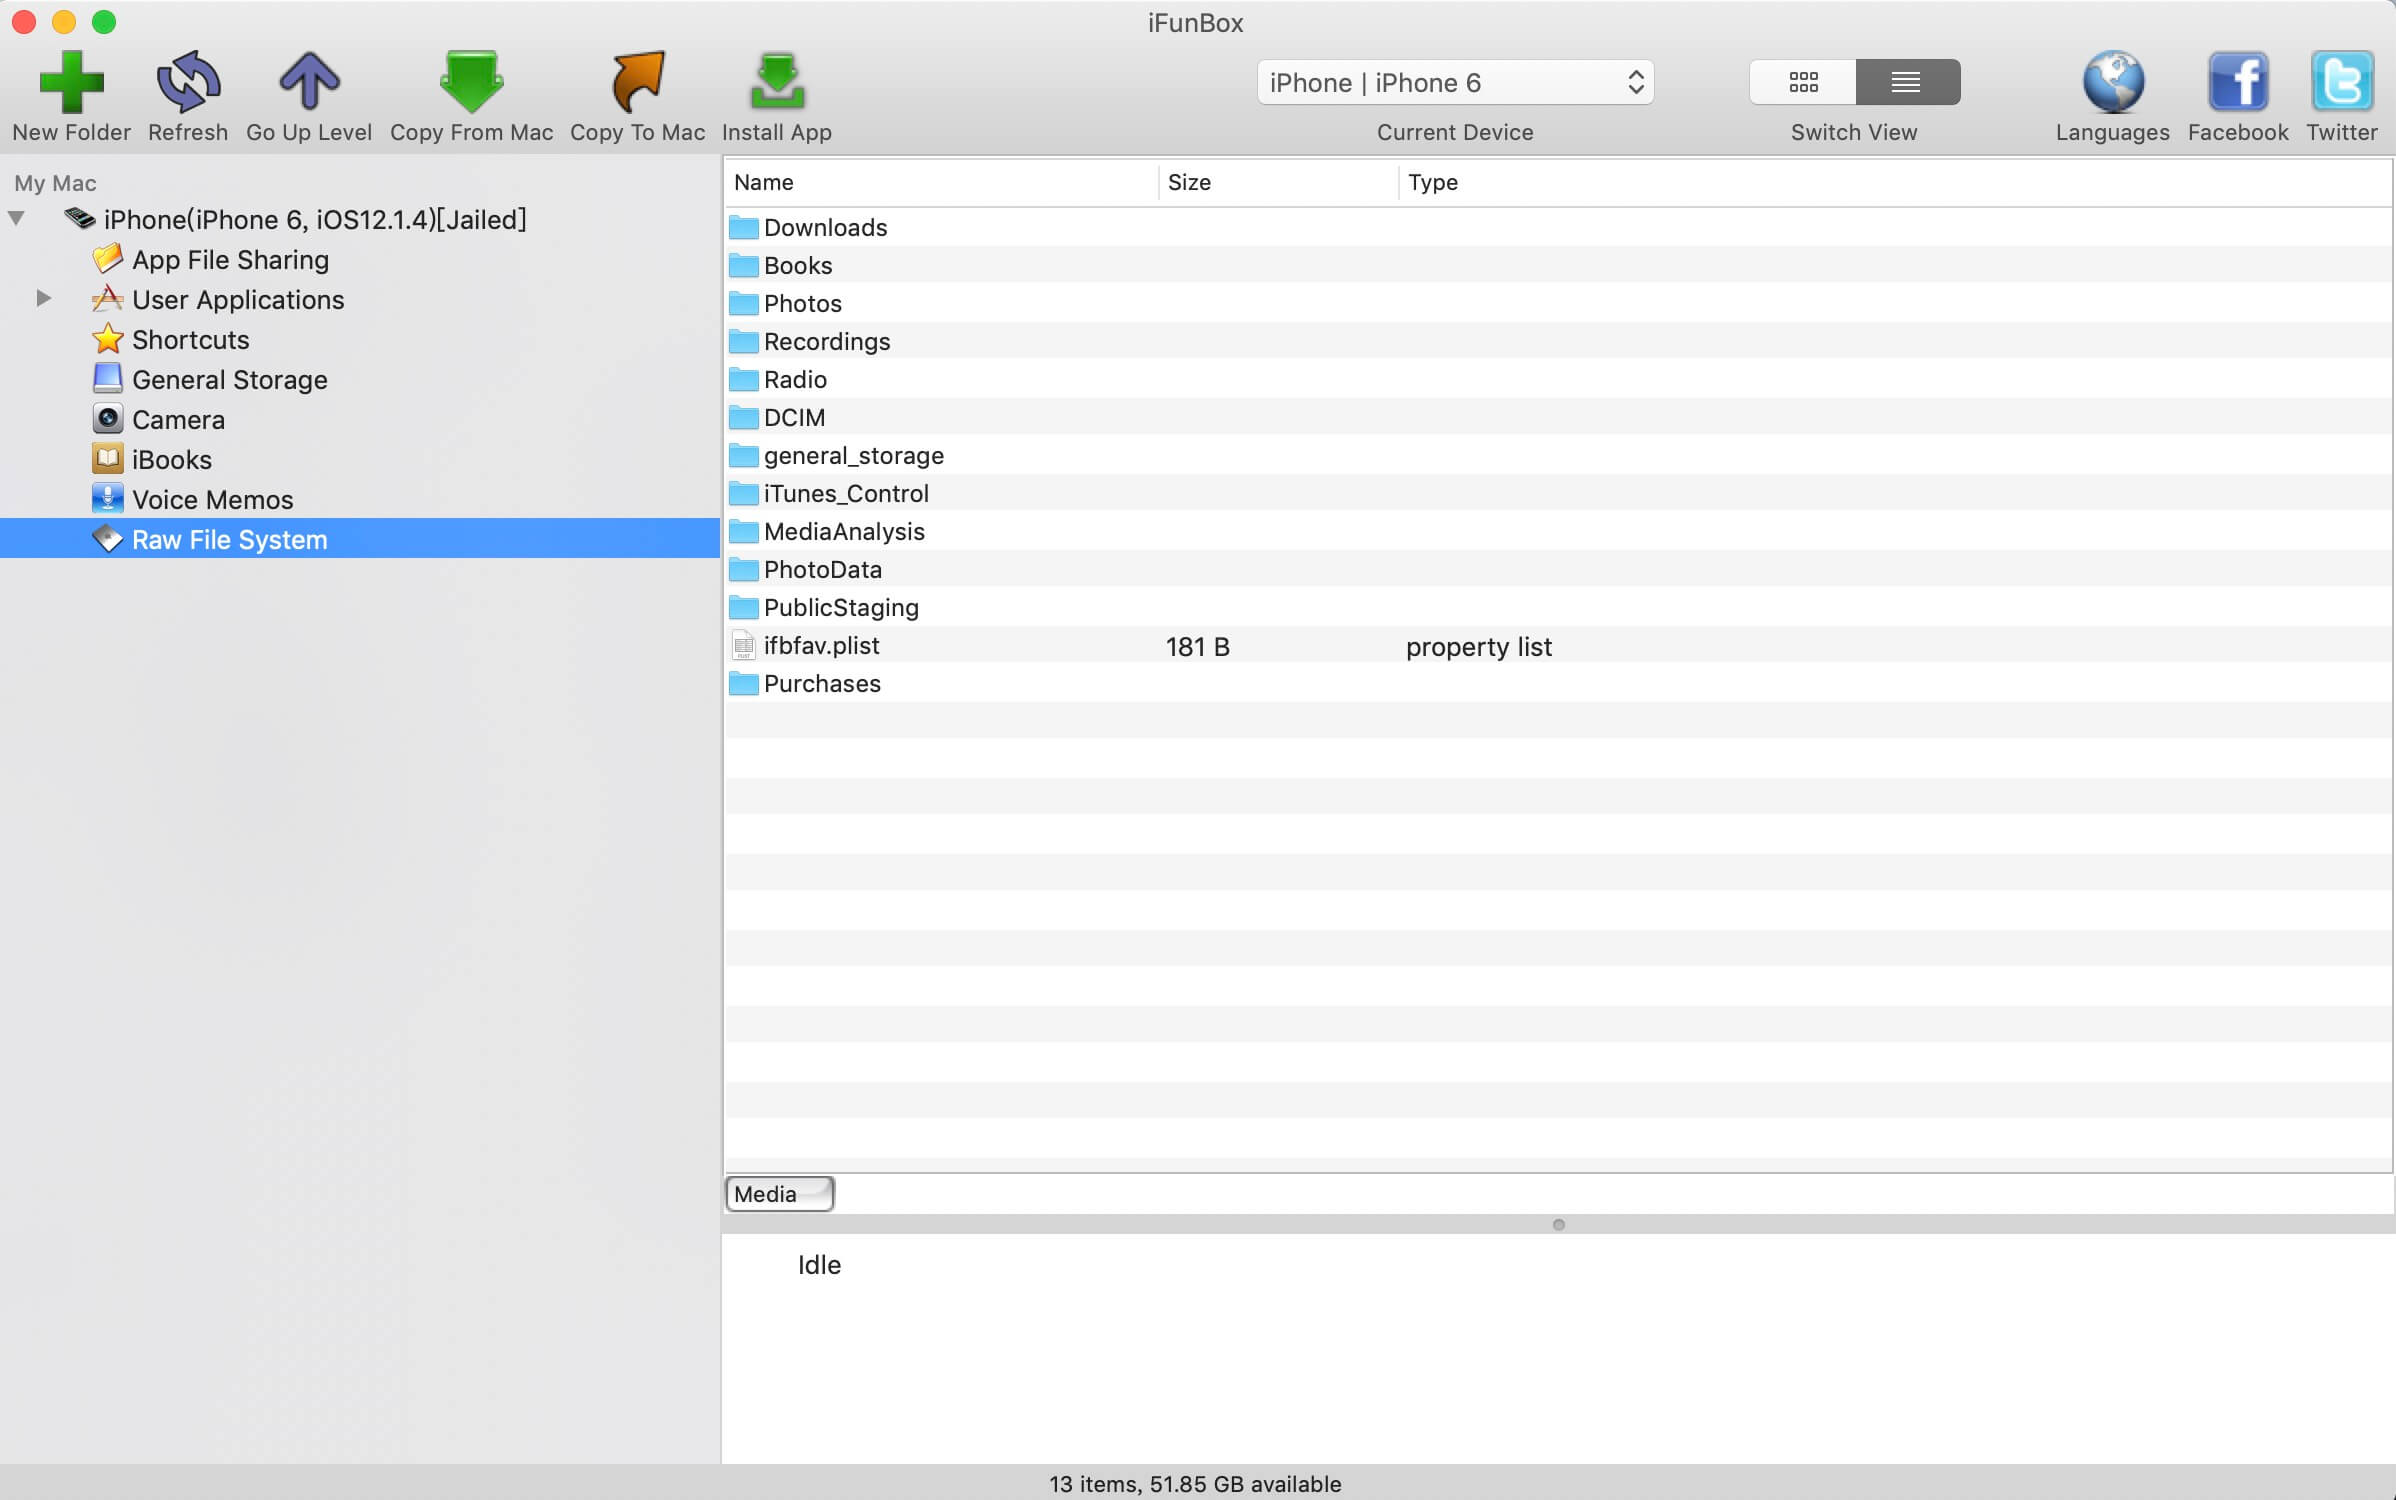 iFunBox
New Folder Refresh Go Up Level Copy From Mac Copy To Mac Install App
iPhone | iPhone 6
Current Device Switch View Languages Facebook Twitter
My Mac
iPhone(iPhone 6, iOS12.1.4)[Jailed]
App File Sharing
User Applications
Shortcuts
General Storage
Camera
iBooks
Voice Memos
Raw File System
Name Size Type
Downloads
Books
Photos
Recordings
Radio
DCIM
general_storage
iTunes_Control
MediaAnalysis
PhotoData
PublicStaging
ifbfav.plist 181 B property list
Purchases
Media
Idle
13 items, 51.85 GB available